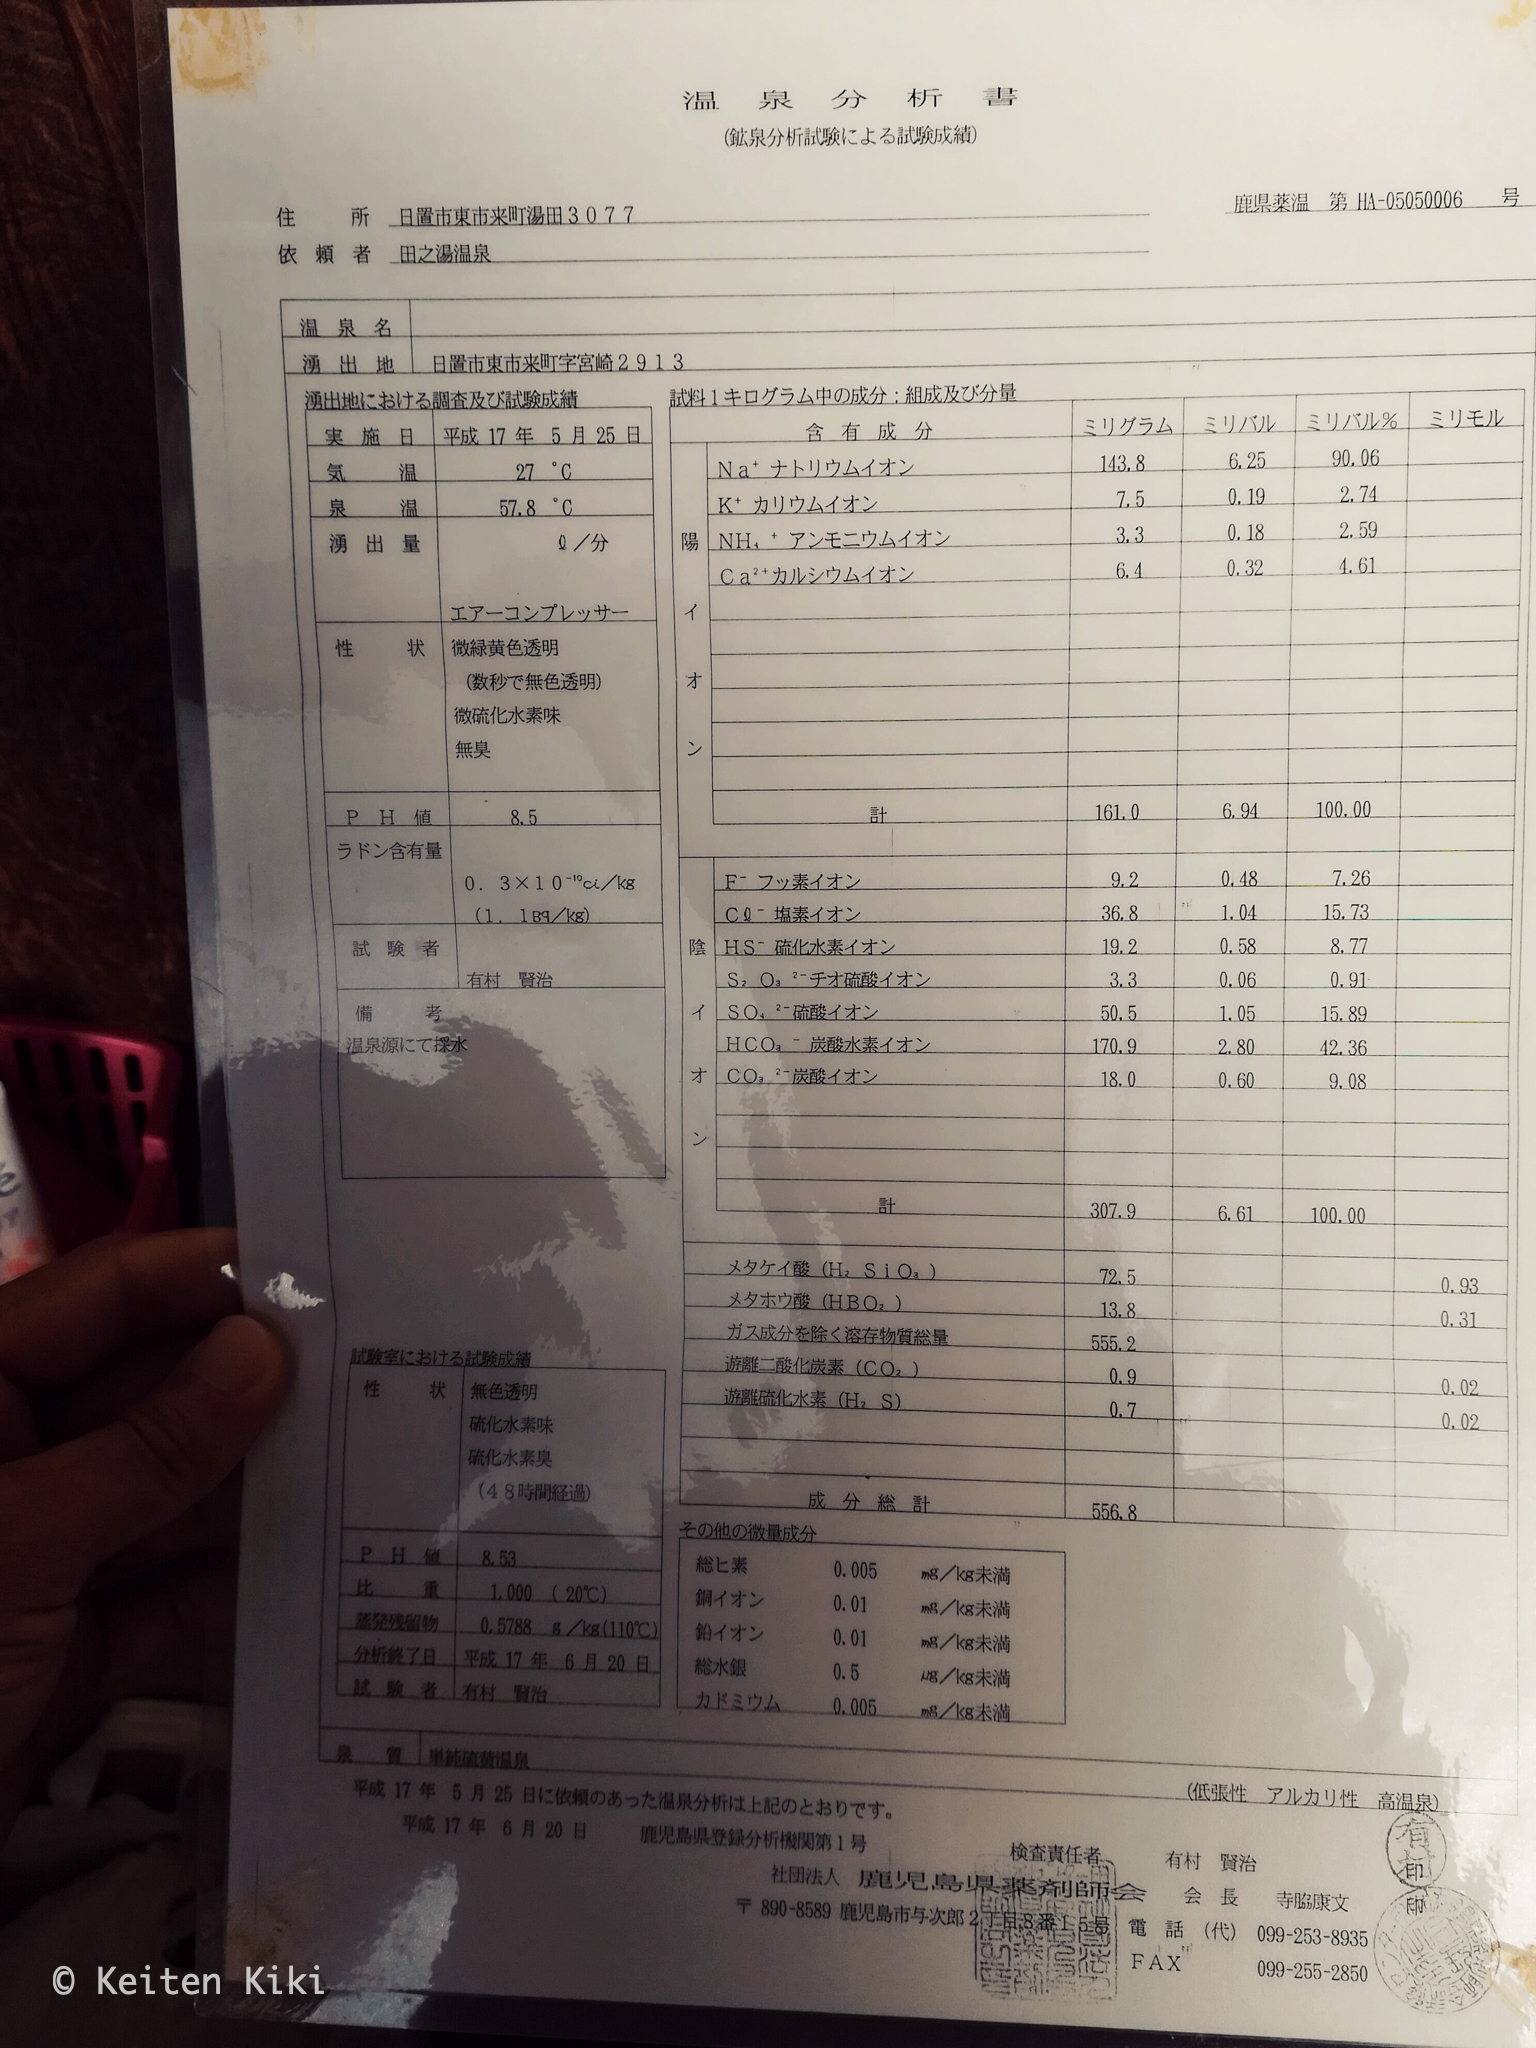 温泉分析書
(鉱泉分析試験による試験成績)
鹿県薬温 第 HA-05050006 号
住所 日置市東市来町湯田3077
依頼者 田之湯温泉
温泉名
湧出地 日置市東市来町字宮崎2913
湧出地における調査及び試験成績
実施日 平成 17 年 5 月 25 日
気温 27 ℃
泉温 57.8 ℃
湧出量 ℓ/分
エアーコンプレッサー
性状 微緑黄色透明
(数秒で無色透明)
微硫化水素味
無臭
PH値 8.5
ラドン含有量
0.3×10⁻¹⁰ci/kg
(1.1Bq/kg)
試験者
有村 賢治
備考
温泉源にて採水
試験室における試験成績
性状 無色透明
硫化水素味
硫化水素臭
(48時間経過)
PH値 8.53
比重 1.000 (20℃)
蒸発残留物 0.5788 g/kg(110℃)
分析終了日 平成 17 年 6 月 20 日
試験者 有村 賢治
試料1キログラム中の成分;組成及び分量
含有成分 ミリグラム ミリバル ミリバル% ミリモル
陽イオン
Na⁺ ナトリウムイオン 143.8 6.25 90.06
K⁺ カリウムイオン 7.5 0.19 2.74
NH₄⁺ アンモニウムイオン 3.3 0.18 2.59
Ca²⁺カルシウムイオン 6.4 0.32 4.61
計 161.0 6.94 100.00
陰イオン
F⁻ フッ素イオン 9.2 0.48 7.26
Cℓ⁻ 塩素イオン 36.8 1.04 15.73
HS⁻ 硫化水素イオン 19.2 0.58 8.77
S₂O₃²⁻チオ硫酸イオン 3.3 0.06 0.91
SO₄²⁻硫酸イオン 50.5 1.05 15.89
HCO₃⁻ 炭酸水素イオン 170.9 2.80 42.36
CO₃²⁻炭酸イオン 18.0 0.60 9.08
計 307.9 6.61 100.00
メタケイ酸(H₂SiO₃) 72.5 0.93
メタホウ酸(HBO₂) 13.8 0.31
ガス成分を除く溶存物質総量 555.2
遊離二酸化炭素(CO₂) 0.9 0.02
遊離硫化水素(H₂S) 0.7 0.02
成分総計 556.8
その他の微量成分
総ヒ素 0.005 mg/kg未満
銅イオン 0.01 mg/kg未満
鉛イオン 0.01 mg/kg未満
総水銀 0.5 μg/kg未満
カドミウム 0.005 mg/kg未満
泉質 単純硫黄温泉
(低張性 アルカリ性 高温泉)
平成 17 年 5 月 25 日に依頼のあった温泉分析は上記のとおりです。
平成 17 年 6 月 20 日 鹿児島県登録分析機関第1号
検査責任者 有村 賢治 印
社団法人 鹿児島県薬剤師会 会長 寺脇康文 印
〒 890-8589 鹿児島市与次郎2丁目8番15号 電話(代) 099-253-8935
FAX 099-255-2850
© Keiten Kiki